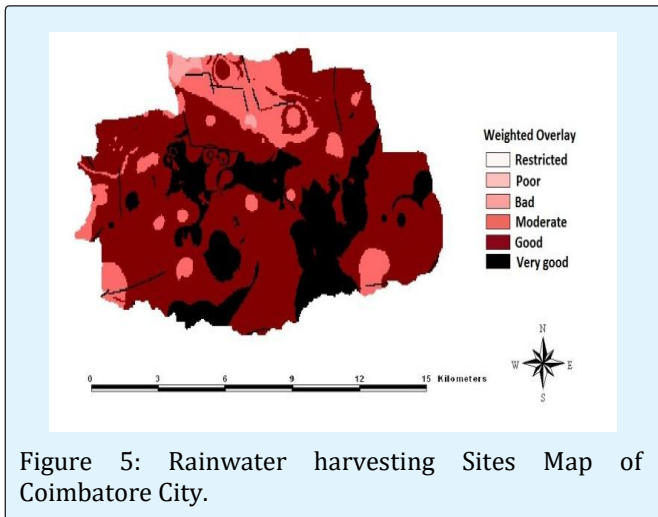 Weighted Overlay
Restricted
Poor
Bad
Moderate
Good
Very good
N
W E
S
0 3 6 9 12 15 Kilometers
Figure 5: Rainwater harvesting Sites Map of
Coimbatore City.